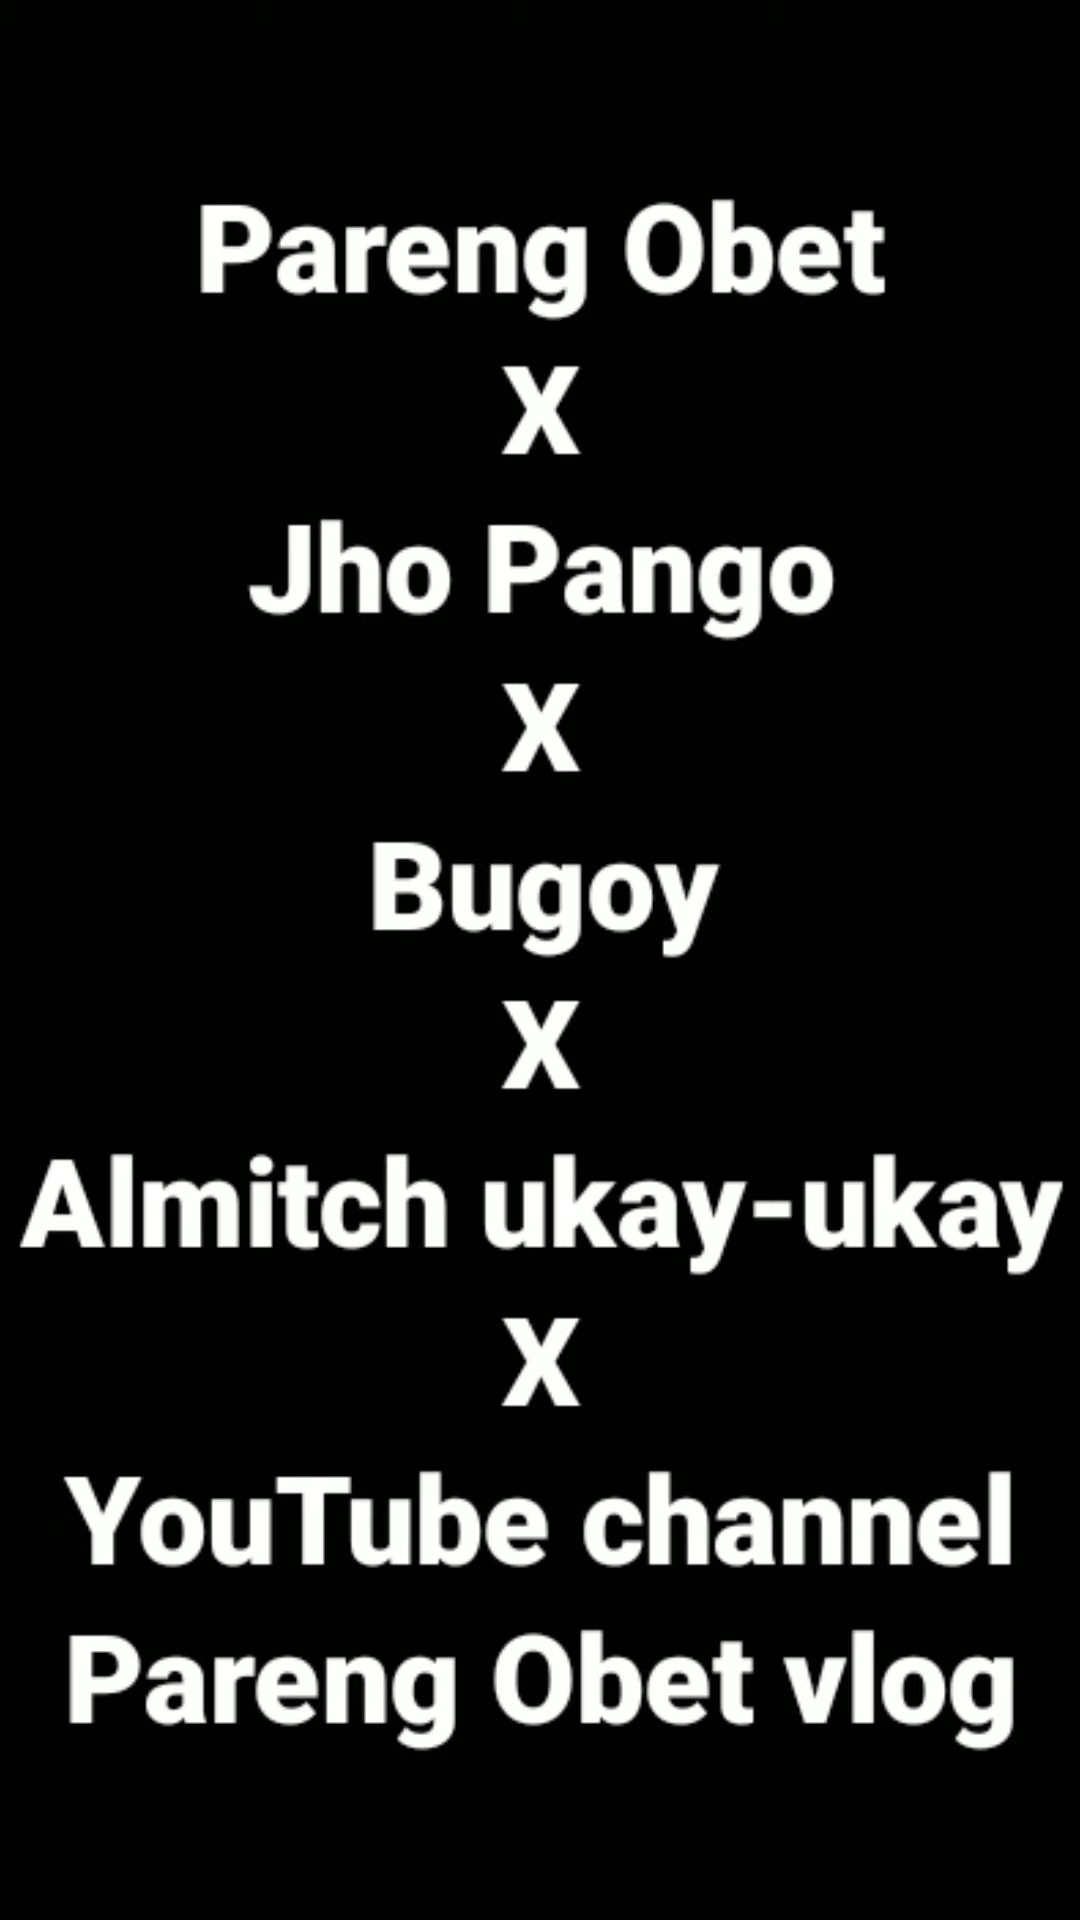 Pareng Obet
X
Jho Pango
X
Bugoy
X
Almitch ukay-ukay
X
YouTube channel
Pareng Obet vlog